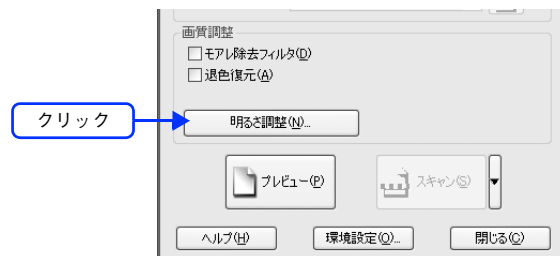 画質調整
モアレ除去フィルタ(D)
退色復元(A)
クリック
明るさ調整(N)...
プレビュー(P)
スキャン(S)
ヘルプ(H)
環境設定(O)...
閉じる(C)